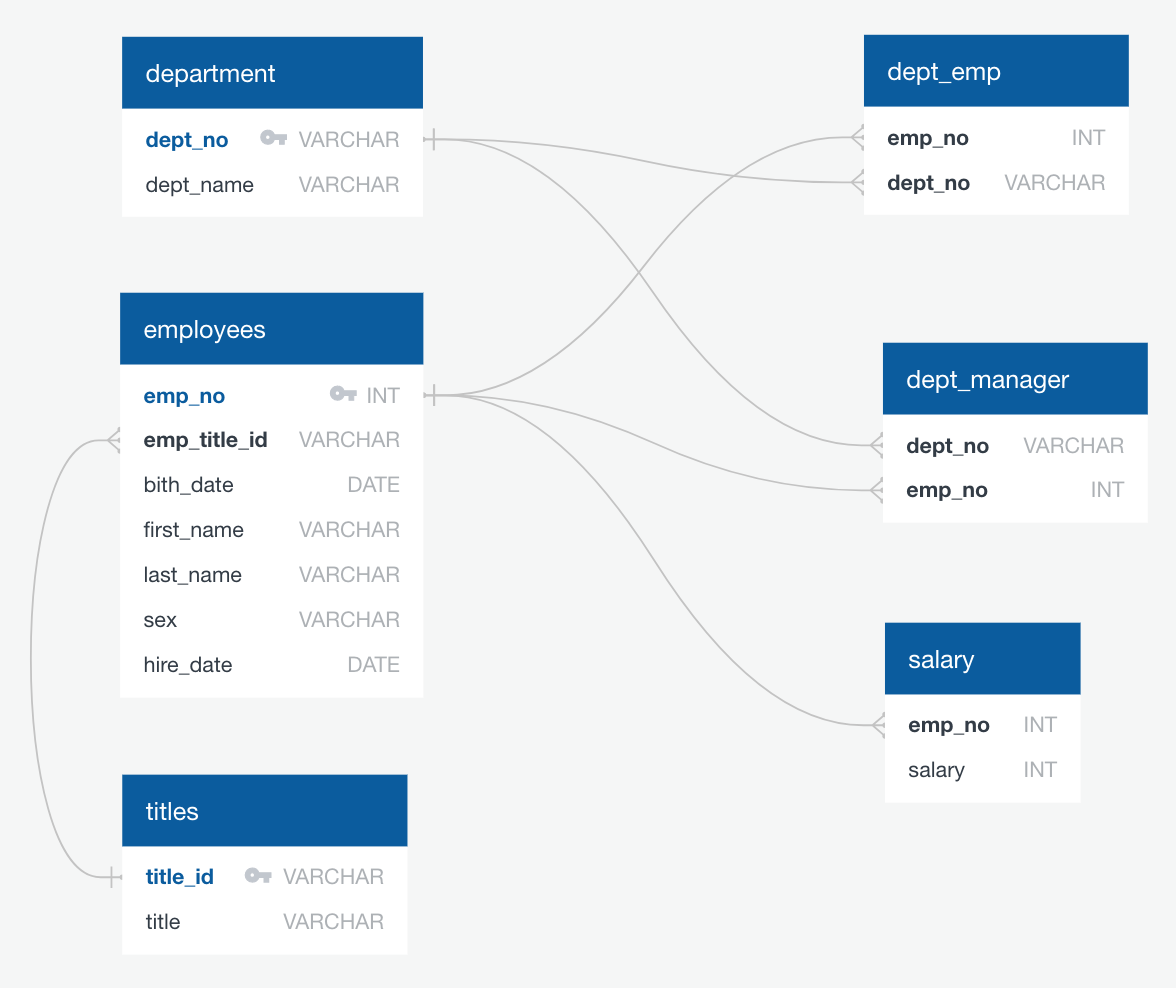 department
dept_no VARCHAR
dept_name VARCHAR
employees
emp_no INT
emp_title_id VARCHAR
bith_date DATE
first_name VARCHAR
last_name VARCHAR
sex VARCHAR
hire_date DATE
titles
title_id VARCHAR
title VARCHAR
dept_emp
emp_no INT
dept_no VARCHAR
dept_manager
dept_no VARCHAR
emp_no INT
salary
emp_no INT
salary INT